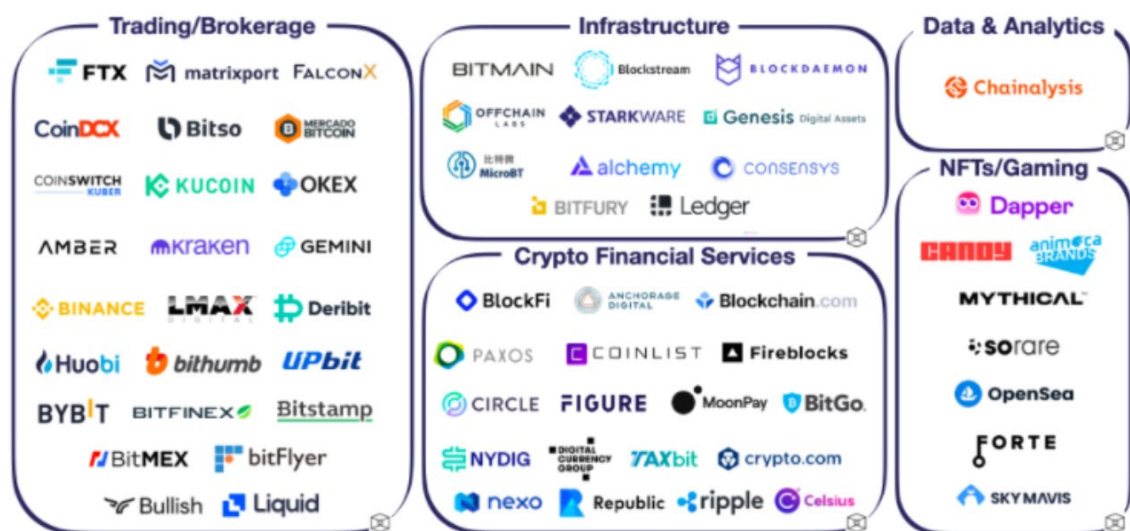 Trading/Brokerage
FTX matrixport FALCONX
CoinDCX Bitso MERCADO BITCOIN
COINSWITCH KUBER KUCOIN OKEX
AMBER kraken GEMINI
BINANCE LMAX DIGITAL Deribit
Huobi bithumb UPbit
BYBIT BITFINEX Bitstamp
BitMEX bitFlyer
Bullish Liquid
Infrastructure
BITMAIN Blockstream BLOCKDAEMON
OFFCHAIN LABS STARKWARE Genesis Digital Assets
比特微 MicroBT alchemy CONSENSYS
BITFURY Ledger
Crypto Financial Services
BlockFi ANCHORAGE DIGITAL Blockchain.com
PAXOS COINLIST Fireblocks
CIRCLE FIGURE MoonPay BitGo.
NYDIG DIGITAL CURRENCY GROUP TAXbit crypto.com
nexo Republic ripple Celsius
Data & Analytics
Chainalysis
NFTs/Gaming
Dapper
CANDY animoca BRANDS
MYTHICAL™
sorare
OpenSea
FORTE
SKY MAVIS